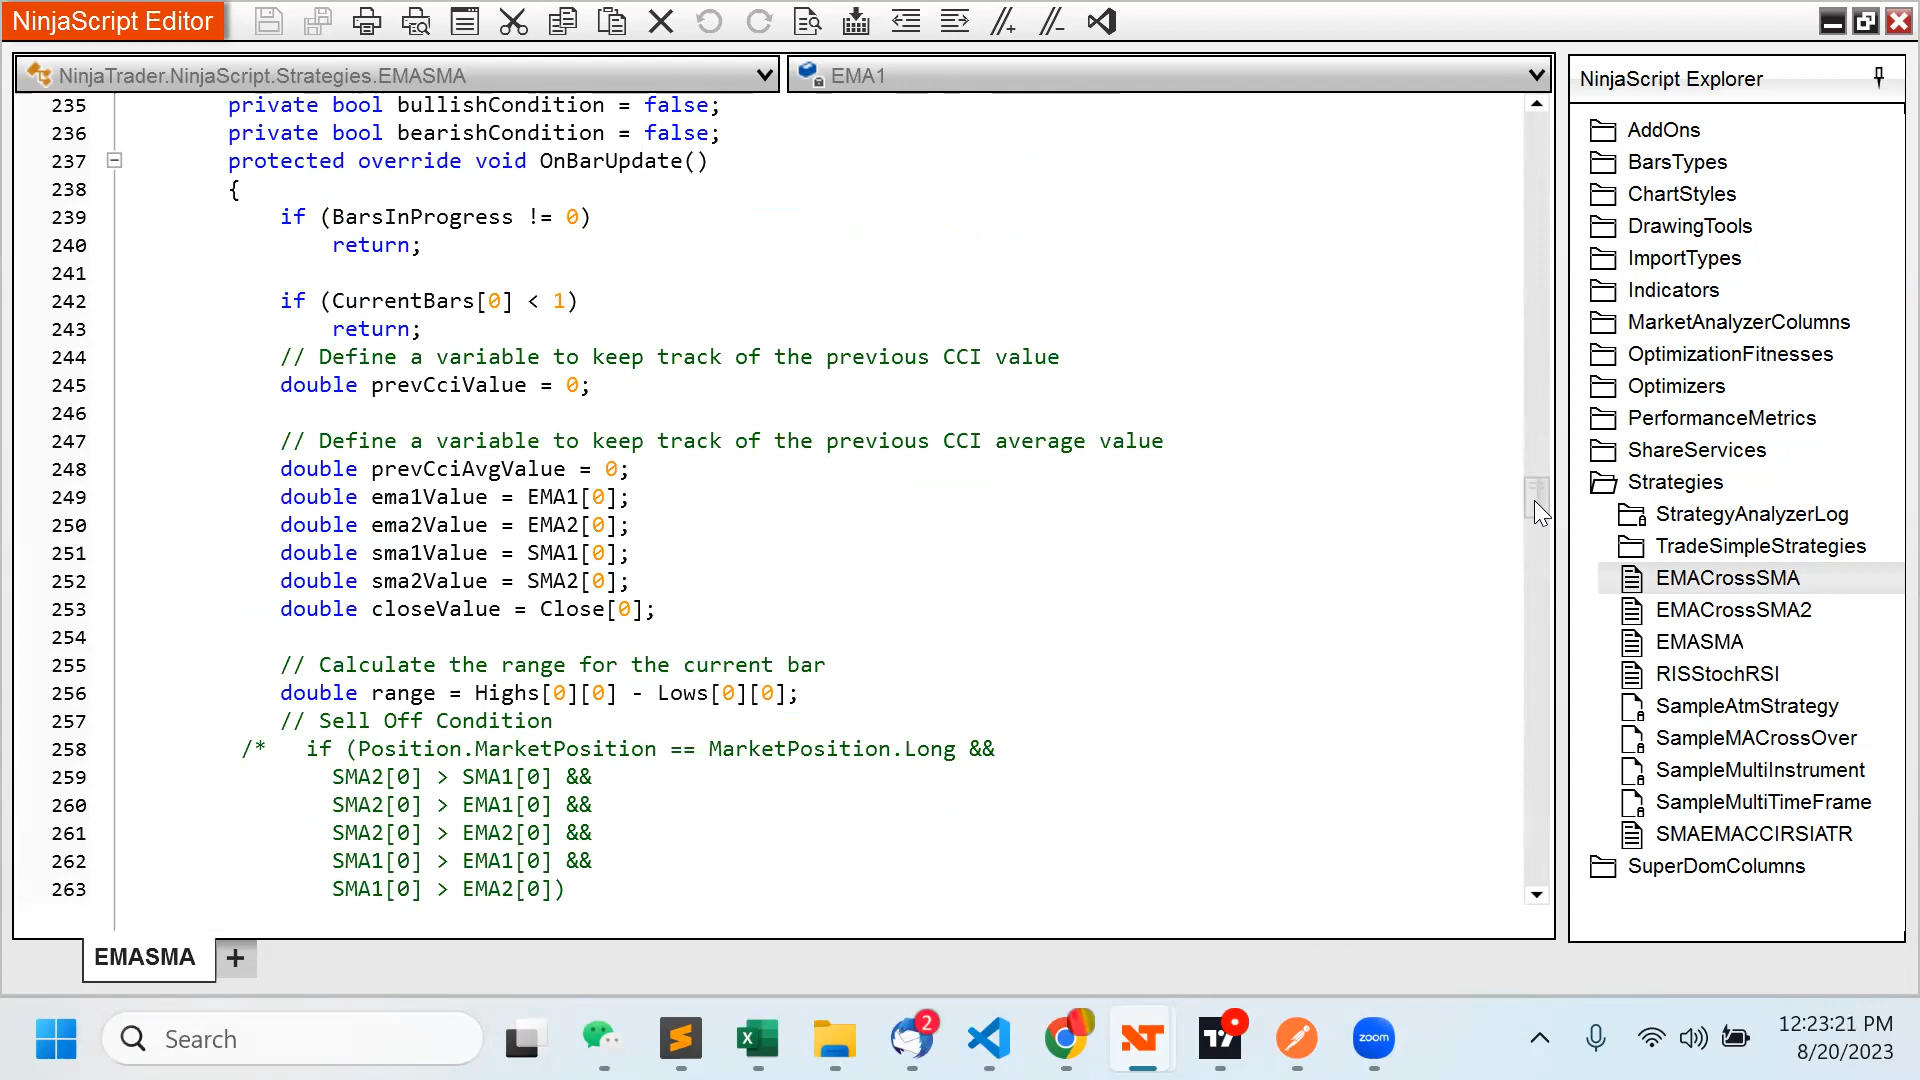 NinjaScript Editor
NinjaTrader.NinjaScript.Strategies.EMASMA
EMA1
235 private bool bullishCondition = false;
236 private bool bearishCondition = false;
237 protected override void OnBarUpdate()
238 {
239 if (BarsInProgress != 0)
240 return;
241
242 if (CurrentBars[0] < 1)
243 return;
244 // Define a variable to keep track of the previous CCI value
245 double prevCciValue = 0;
246
247 // Define a variable to keep track of the previous CCI average value
248 double prevCciAvgValue = 0;
249 double ema1Value = EMA1[0];
250 double ema2Value = EMA2[0];
251 double sma1Value = SMA1[0];
252 double sma2Value = SMA2[0];
253 double closeValue = Close[0];
254
255 // Calculate the range for the current bar
256 double range = Highs[0][0] - Lows[0][0];
257 // Sell Off Condition
258 /* if (Position.MarketPosition == MarketPosition.Long &&
259 SMA2[0] > SMA1[0] &&
260 SMA2[0] > EMA1[0] &&
261 SMA2[0] > EMA2[0] &&
262 SMA1[0] > EMA1[0] &&
263 SMA1[0] > EMA2[0])
EMASMA
+
NinjaScript Explorer
AddOns
BarsTypes
ChartStyles
DrawingTools
ImportTypes
Indicators
MarketAnalyzerColumns
OptimizationFitnesses
Optimizers
PerformanceMetrics
ShareServices
Strategies
StrategyAnalyzerLog
TradeSimpleStrategies
EMACrossSMA
EMACrossSMA2
EMASMA
RISStochRSI
SampleAtmStrategy
SampleMACrossOver
SampleMultiInstrument
SampleMultiTimeFrame
SMAEMACCIRSIATR
SuperDomColumns
Search
2
zoom
12:23:21 PM
8/20/2023